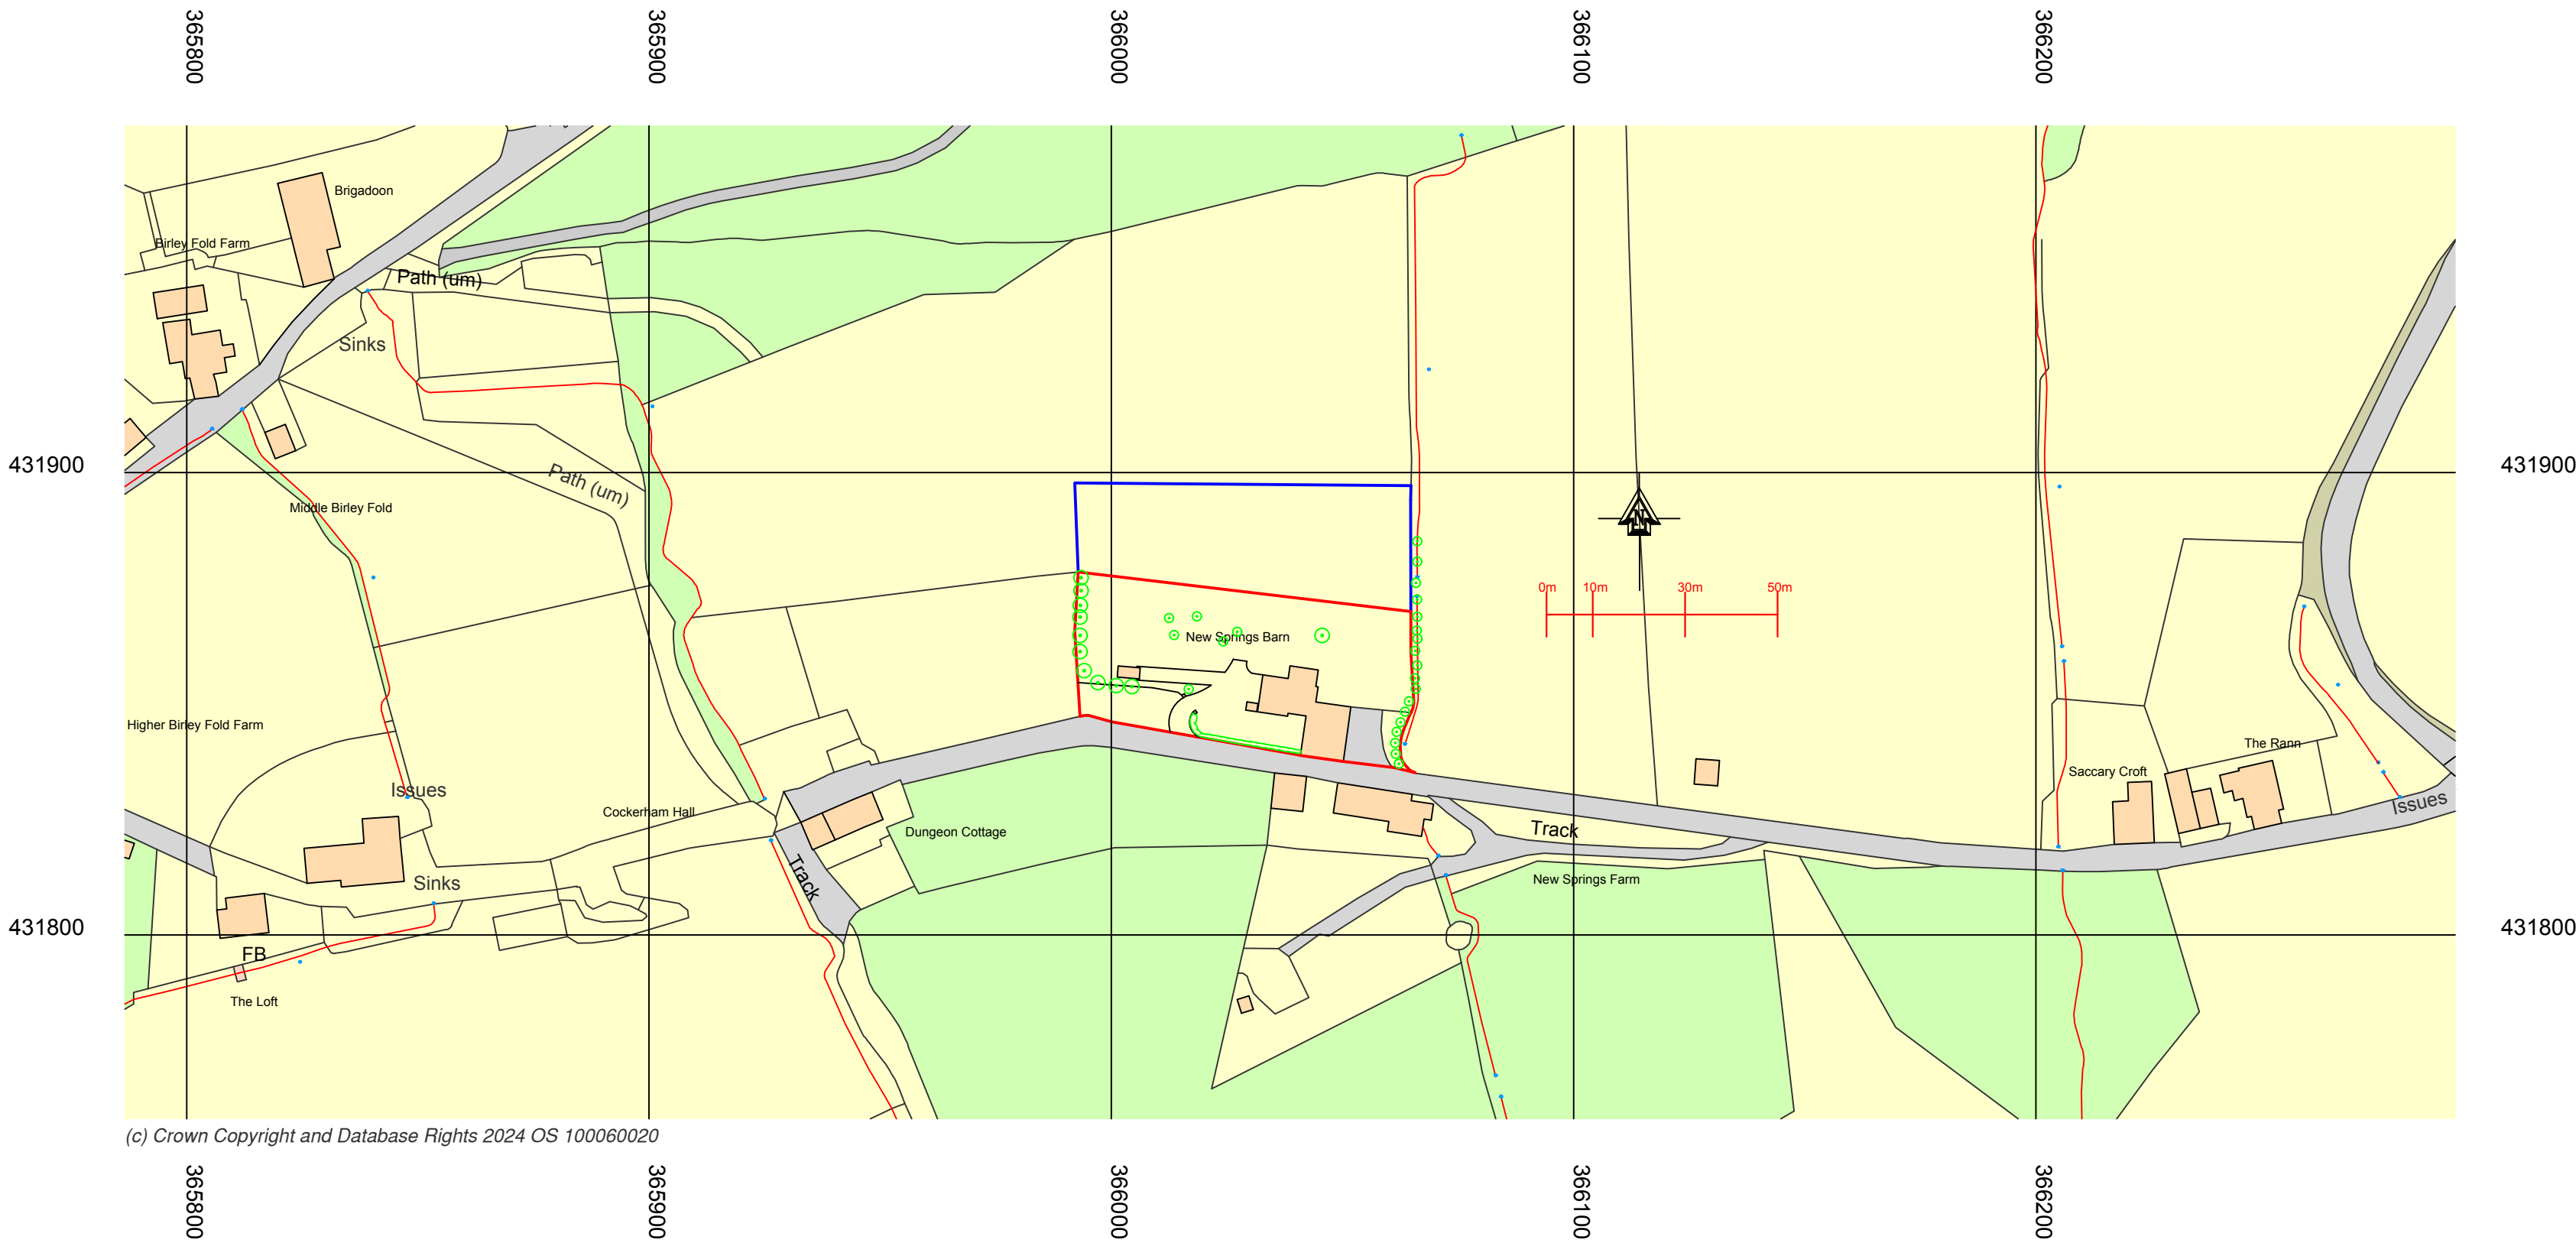 365800
365900
366000
366100
366200
Brigadoon
Birley Fold Farm
Path (um)
Sinks
431900
431900
Path (um)
Middle Birley Fold
N
0m
10m
30m
50m
New Springs Barn
Higher Birley Fold Farm
The Rann
Saccary Croft
Issues
Issues
Cockerham Hall
Dungeon Cottage
Track
Track
Sinks
New Springs Farm
431800
431800
FB
The Loft
(c) Crown Copyright and Database Rights 2024 OS 100060020
365800
365900
366000
366100
366200